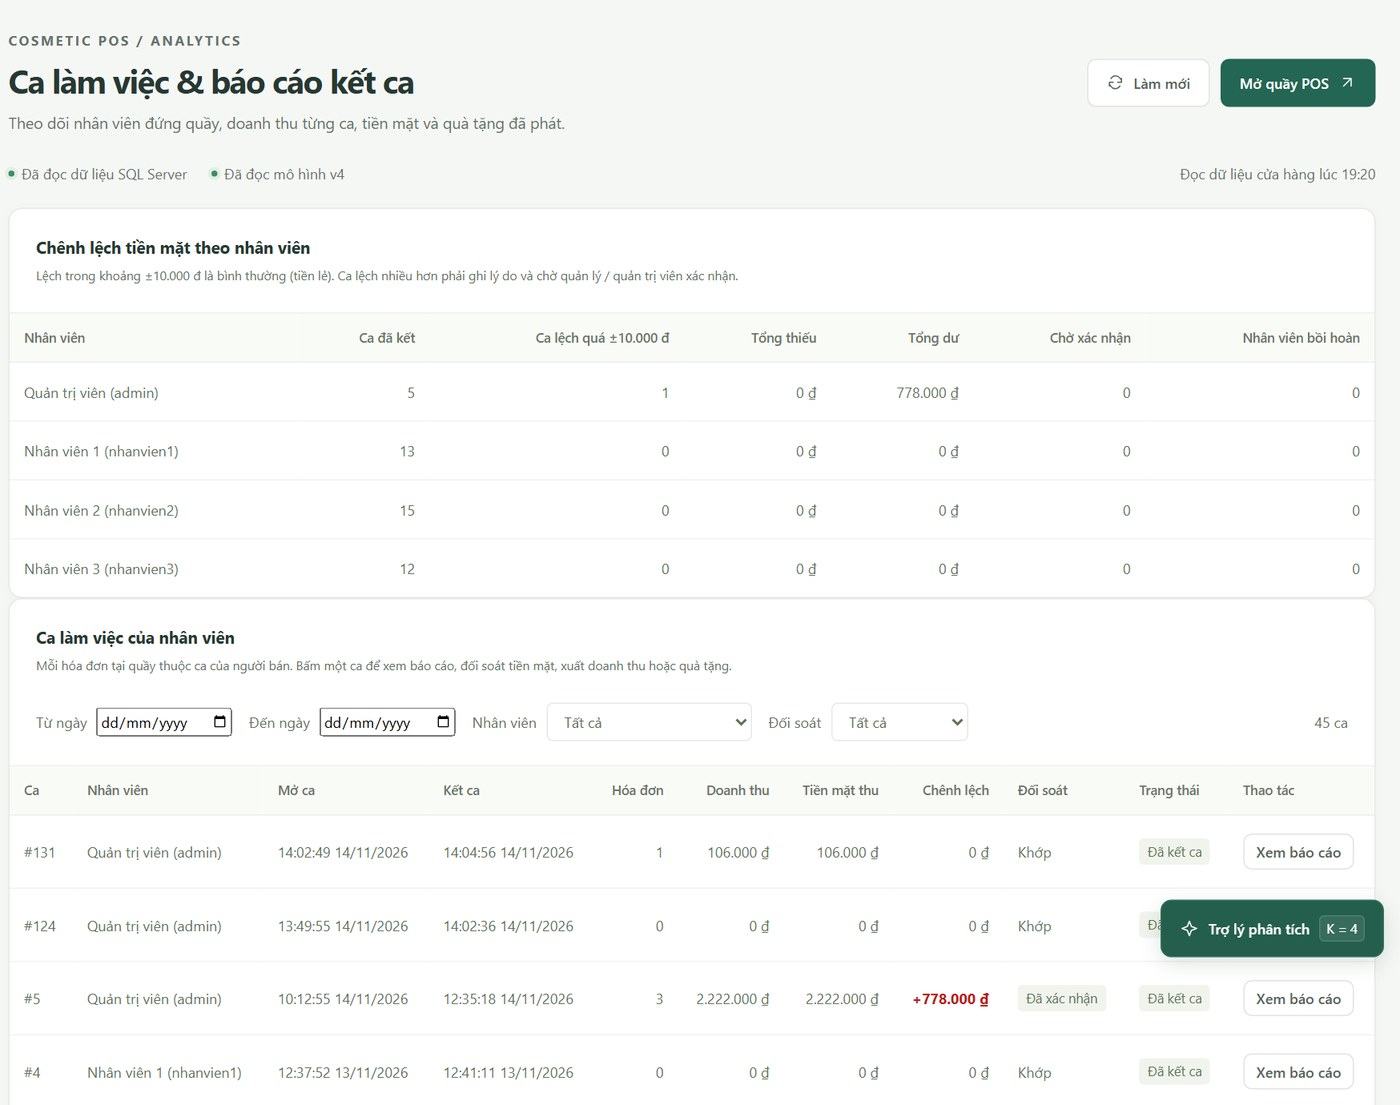 COSMETIC POS / ANALYTICS
Ca làm việc & báo cáo kết ca
Làm mới
Mở quầy POS
Theo dõi nhân viên đứng quầy, doanh thu từng ca, tiền mặt và quà tặng đã phát.
Đã đọc dữ liệu SQL Server
Đã đọc mô hình v4
Đọc dữ liệu cửa hàng lúc 19:20
Chênh lệch tiền mặt theo nhân viên
Lệch trong khoảng ±10.000 đ là bình thường (tiền lẻ). Ca lệch nhiều hơn phải ghi lý do và chờ quản lý / quản trị viên xác nhận.
Nhân viên Ca đã kết Ca lệch quá ±10.000 đ Tổng thiếu Tổng dư Chờ xác nhận Nhân viên bồi hoàn
Quản trị viên (admin) 5 1 0 ₫ 778.000 ₫ 0 0
Nhân viên 1 (nhanvien1) 13 0 0 ₫ 0 ₫ 0 0
Nhân viên 2 (nhanvien2) 15 0 0 ₫ 0 ₫ 0 0
Nhân viên 3 (nhanvien3) 12 0 0 ₫ 0 ₫ 0 0
Ca làm việc của nhân viên
Mỗi hóa đơn tại quầy thuộc ca của người bán. Bấm một ca để xem báo cáo, đối soát tiền mặt, xuất doanh thu hoặc quà tặng.
Từ ngày dd/mm/yyyy Đến ngày dd/mm/yyyy Nhân viên Tất cả Đối soát Tất cả 45 ca
Ca Nhân viên Mở ca Kết ca Hóa đơn Doanh thu Tiền mặt thu Chênh lệch Đối soát Trạng thái Thao tác
#131 Quản trị viên (admin) 14:02:49 14/11/2026 14:04:56 14/11/2026 1 106.000 ₫ 106.000 ₫ 0 ₫ Khớp Đã kết ca Xem báo cáo
#124 Quản trị viên (admin) 13:49:55 14/11/2026 14:02:36 14/11/2026 0 0 ₫ 0 ₫ 0 ₫ Khớp
Trợ lý phân tích K = 4
#5 Quản trị viên (admin) 10:12:55 14/11/2026 12:35:18 14/11/2026 3 2.222.000 ₫ 2.222.000 ₫ +778.000 ₫ Đã xác nhận Đã kết ca Xem báo cáo
#4 Nhân viên 1 (nhanvien1) 12:37:52 13/11/2026 12:41:11 13/11/2026 0 0 ₫ 0 ₫ 0 ₫ Khớp Đã kết ca Xem báo cáo